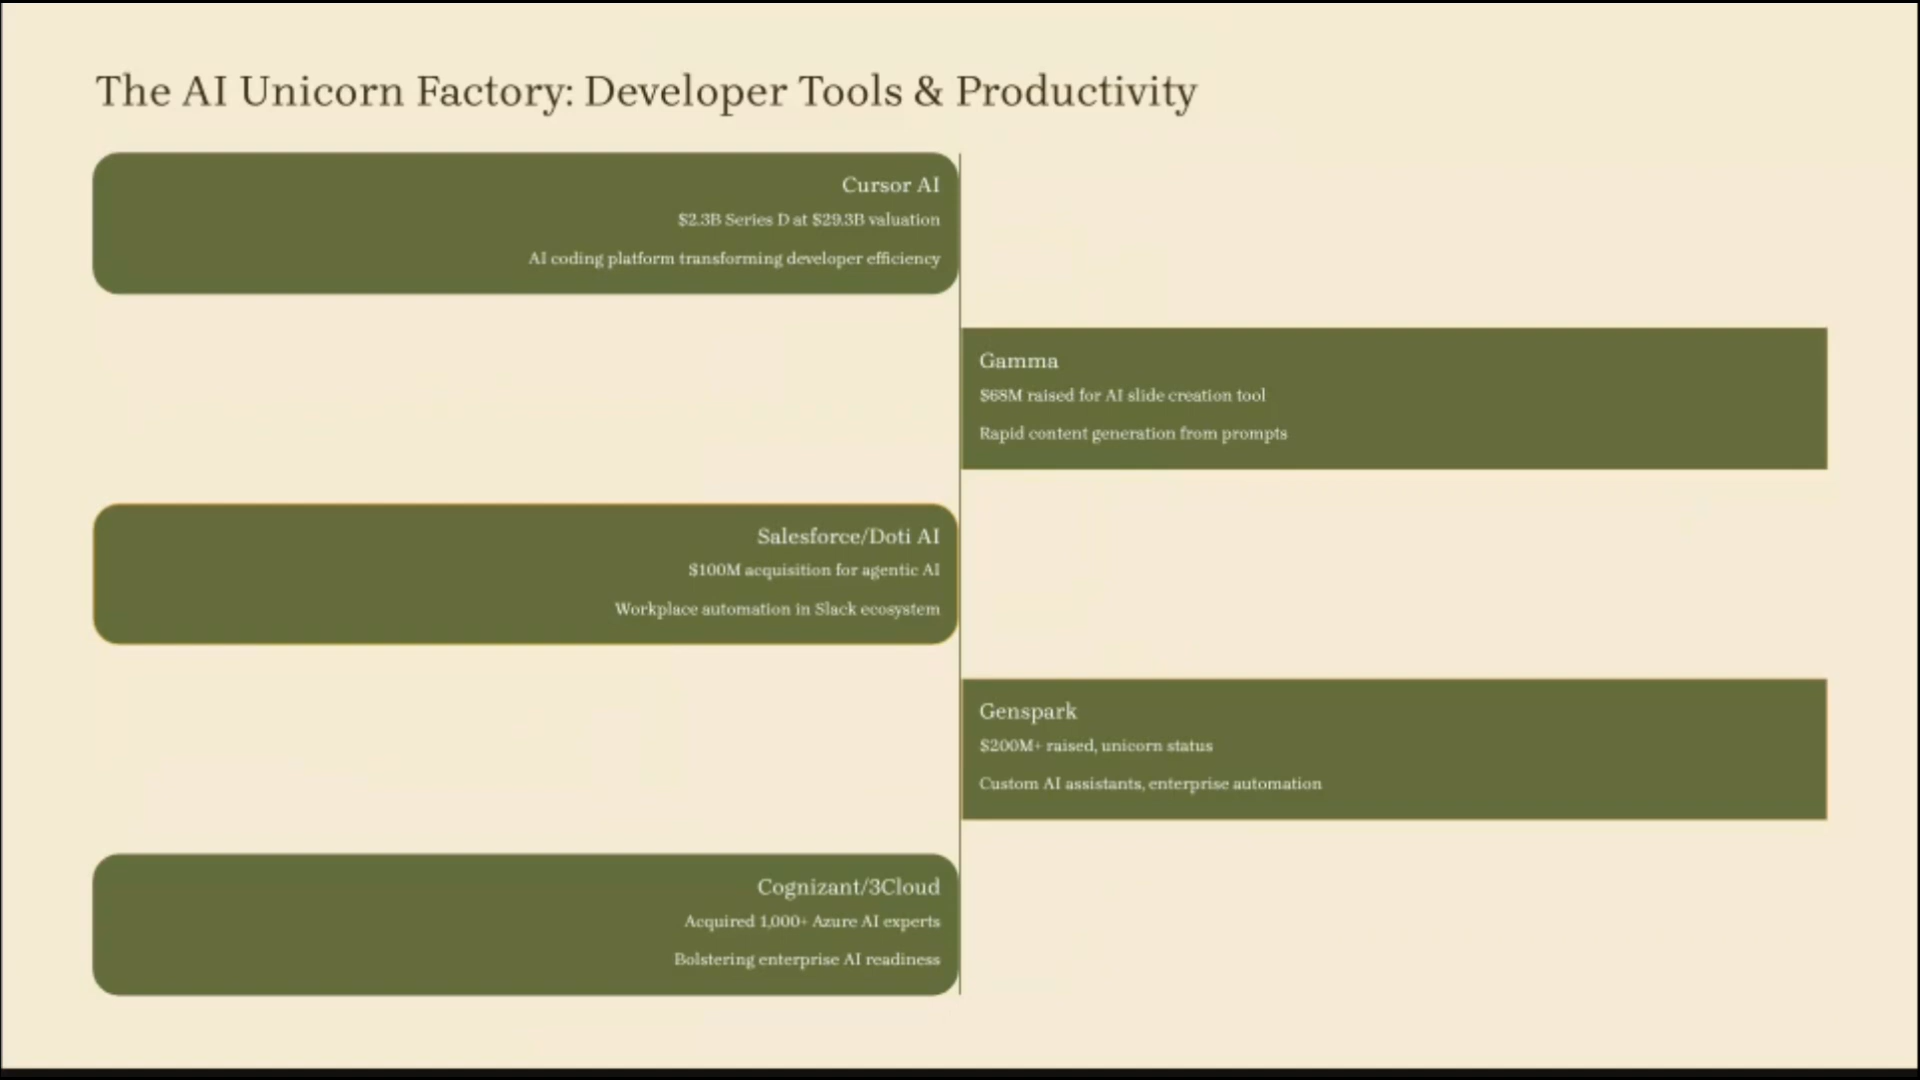 The AI Unicorn Factory: Developer Tools & Productivity
Cursor AI
$2.3B Series D at $29.3B valuation
AI coding platform transforming developer efficiency
Gamma
$68M raised for AI slide creation tool
Rapid content generation from prompts
Salesforce/Doti AI
$100M acquisition for agentic AI
Workplace automation in Slack ecosystem
Genspark
$200M+ raised, unicorn status
Custom AI assistants, enterprise automation
Cognizant/3Cloud
Acquired 1,000+ Azure AI experts
Bolstering enterprise AI readiness